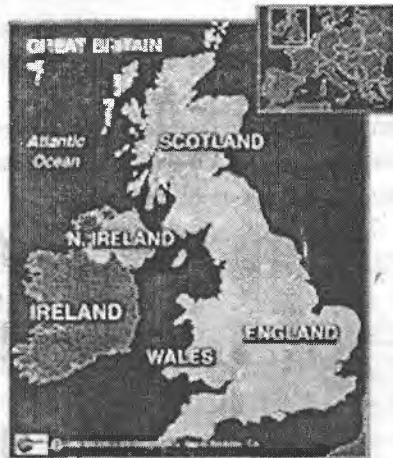 GREAT BRITAIN
Atlantic
Ocean
SCOTLAND
N. IRELAND
IRELAND
ENGLAND
WALES